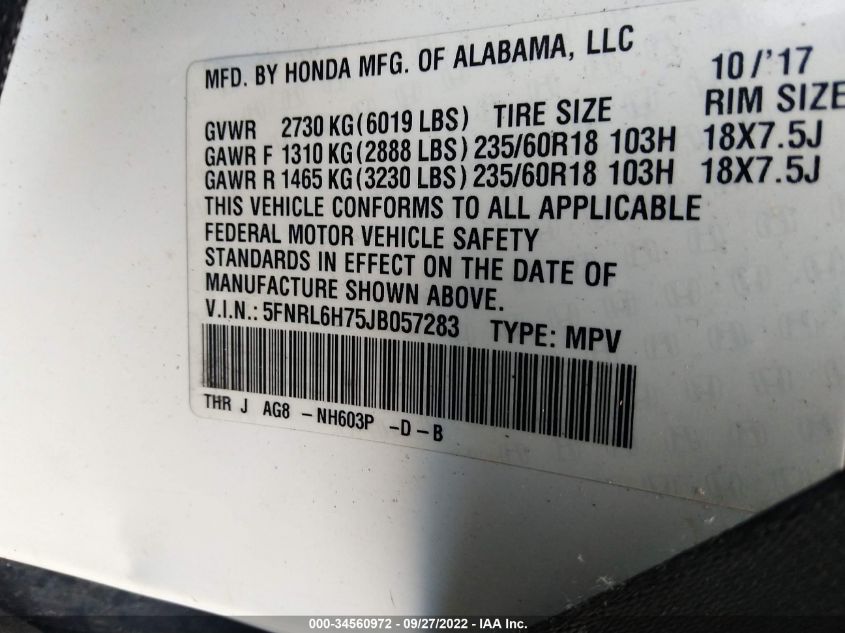 MFD. BY HONDA MFG. OF ALABAMA, LLC 10/'17
GVWR 2730 KG (6019 LBS) TIRE SIZE RIM SIZE
GAWR F 1310 KG (2888 LBS) 235/60R18 103H 18X7.5J
GAWR R 1465 KG (3230 LBS) 235/60R18 103H 18X7.5J
THIS VEHICLE CONFORMS TO ALL APPLICABLE
FEDERAL MOTOR VEHICLE SAFETY
STANDARDS IN EFFECT ON THE DATE OF
MANUFACTURE SHOWN ABOVE.
V.I.N.: 5FNRL6H75JB057283 TYPE: MPV
THR J AG8 -NH603P -D-B
000-34560972 - 09/27/2022 - IAA Inc.